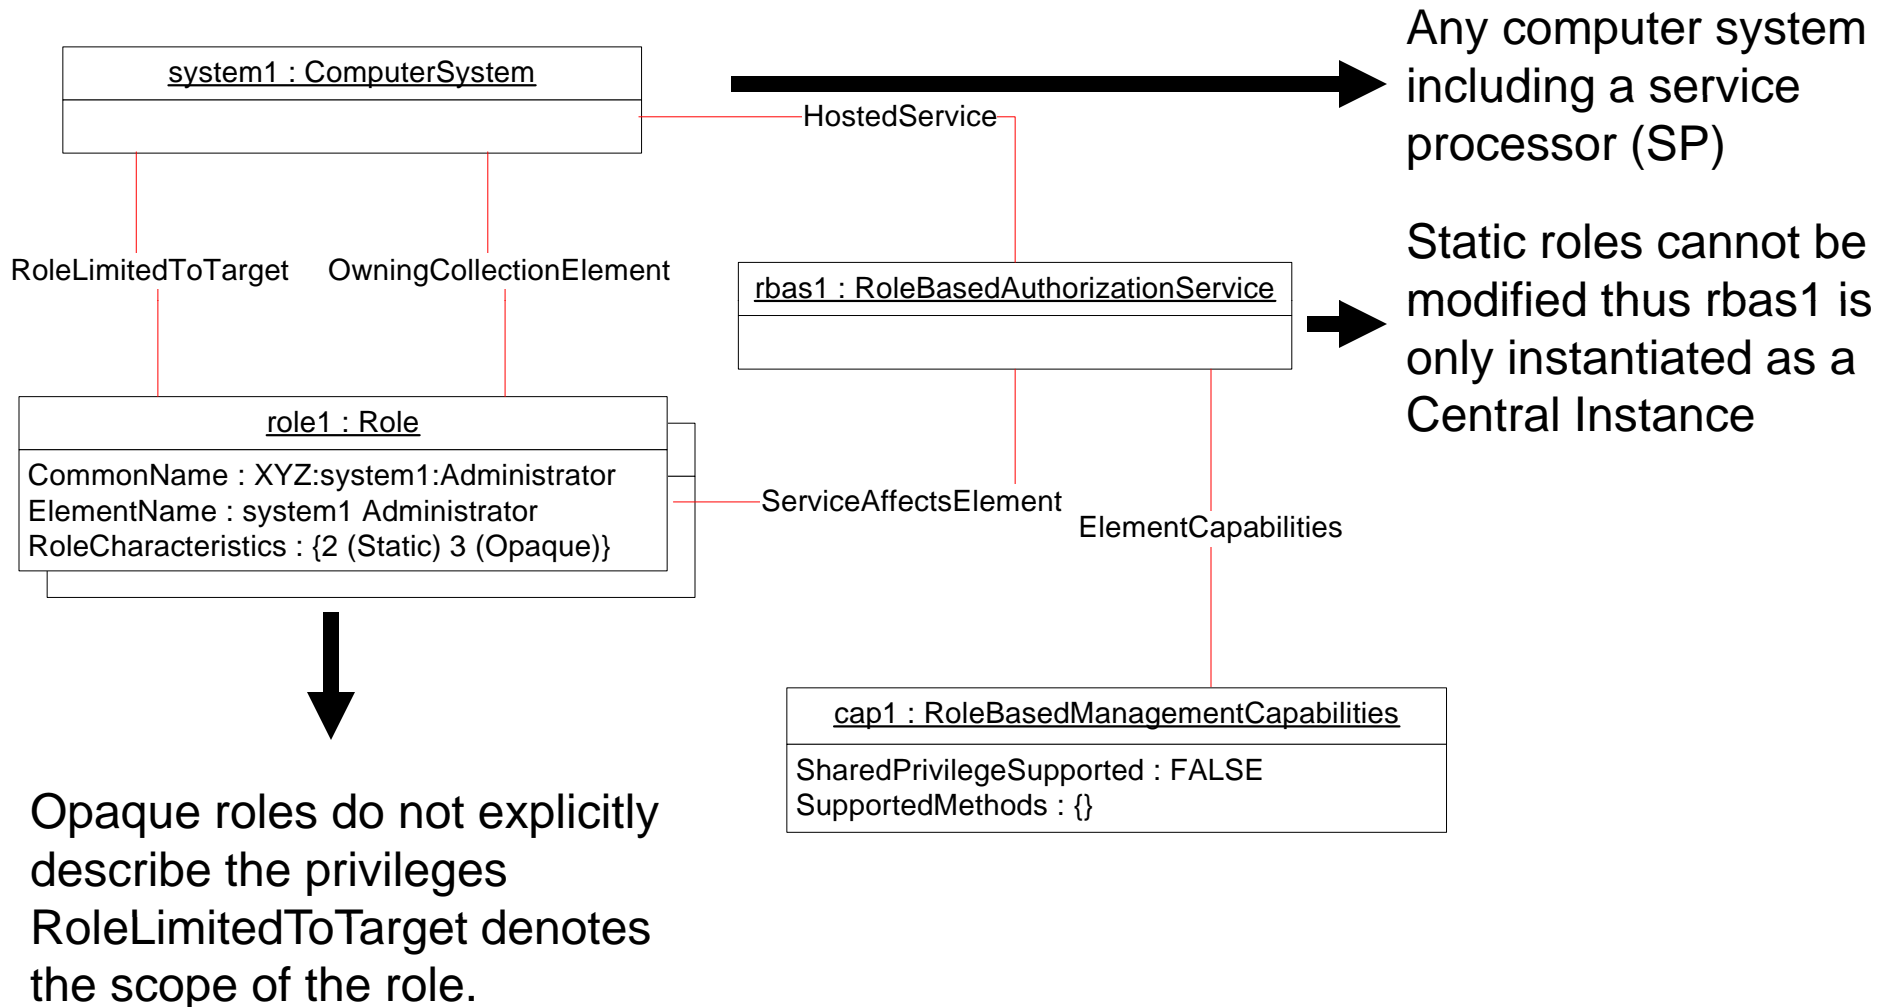 system1 : ComputerSystem
HostedService
Any computer system
including a service
processor (SP)
RoleLimitedToTarget
OwningCollectionElement
rbas1 : RoleBasedAuthorizationService
Static roles cannot be
modified thus rbas1 is
only instantiated as a
Central Instance
role1 : Role
CommonName : XYZ:system1:Administrator
ElementName : system1 Administrator
RoleCharacteristics : {2 (Static) 3 (Opaque)}
ServiceAffectsElement
ElementCapabilities
cap1 : RoleBasedManagementCapabilities
SharedPrivilegeSupported : FALSE
SupportedMethods : {}
Opaque roles do not explicitly
describe the privileges
RoleLimitedToTarget denotes
the scope of the role.